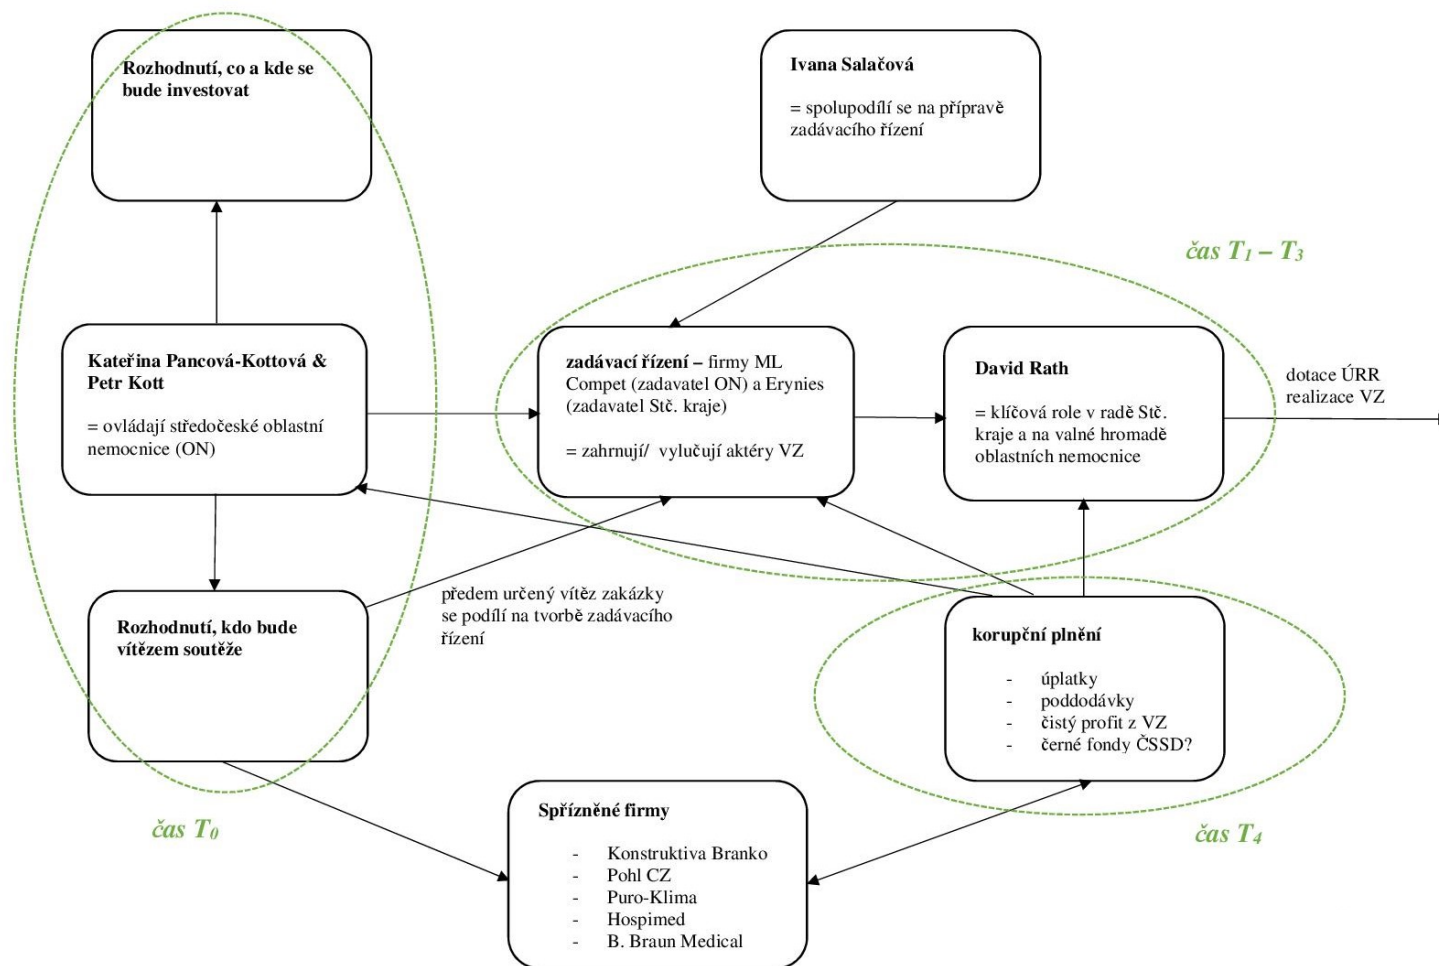 Rozhodnutí, co a kde se
bude investovat
Ivana Salačová
= spolupodílí se na přípravě
zadávacího řízení
čas T1 – T3
Kateřina Pancová-Kottová &
Petr Kott
= ovládají středočeské oblastní
nemocnice (ON)
zadávací řízení – firmy ML
Compet (zadavatel ON) a Erynies
(zadavatel Stč. kraje)
= zahrnují/ vylučují aktéry VZ
David Rath
= klíčová role v radě Stč.
kraje a na valné hromadě
oblastních nemocnice
dotace ÚRR
realizace VZ
Rozhodnutí, kdo bude
vítězem soutěže
předem určený vítěz zakázky
se podílí na tvorbě zadávacího
řízení
korupční plnění
- úplatky
- poddodávky
- čistý profit z VZ
- černé fondy ČSSD?
čas T0
Spřízněné firmy
- Konstruktiva Branko
- Pohl CZ
- Puro-Klima
- Hospimed
- B. Braun Medical
čas T4